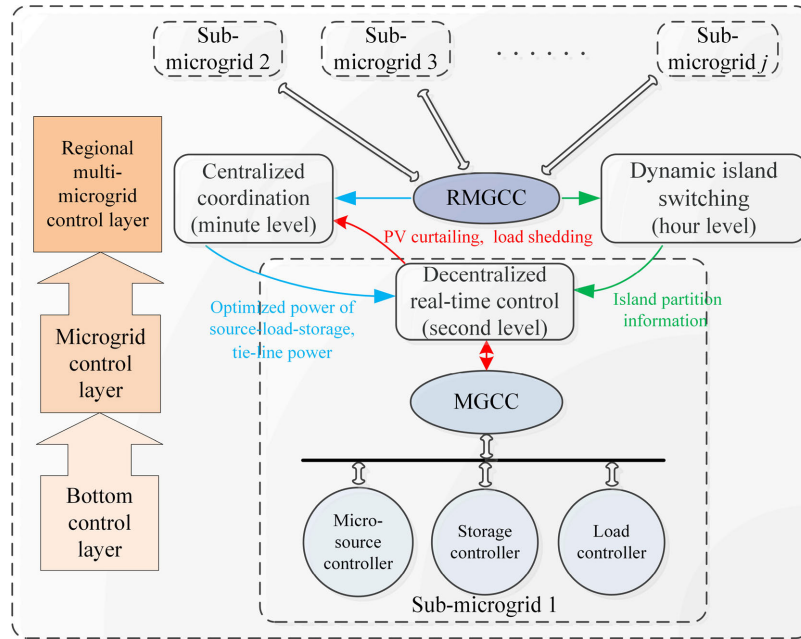 Sub-
microgrid 2
Sub-
microgrid 3
. . . . . .
Sub-
microgrid j
Regional
multi-
microgrid
control layer
Centralized
coordination
(minute level)
RMGCC
Dynamic island
switching
(hour level)
PV curtailing, load shedding
Decentralized
real-time control
(second level)
Optimized power of
source-load-storage,
tie-line power
Island partition
information
Microgrid
control
layer
MGCC
Bottom
control
layer
Micro-
source
controller
Storage
controller
Load
controller
Sub-microgrid 1